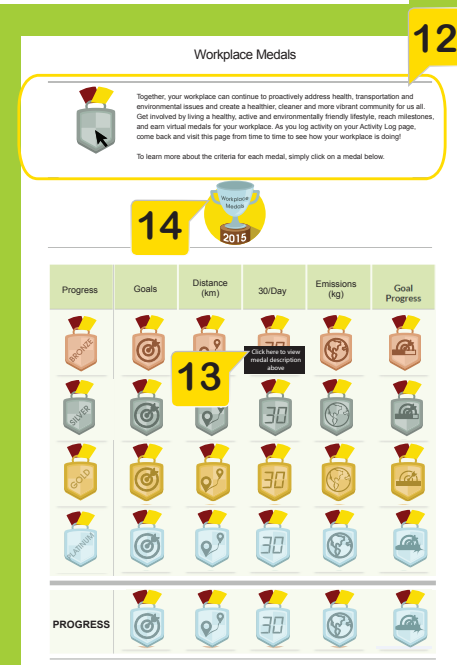 12
Workplace Medals
Together, your workplace can continue to proactively address health, transportation and
environmental issues and create a healthier, cleaner and more vibrant community for us all.
Get involved by living a healthy, active and environmentally friendly lifestyle, reach milestones,
and earn virtual medals for your workplace. As you log activity on your Activity Log page,
come back and visit this page from time to time to see how your workplace is doing!
To learn more about the criteria for each medal, simply click on a medal below.
14
Workplace
Medals
2015
Progress Goals Distance (km) 30/Day Emissions (kg) Goal Progress
BRONZE
Click here to view
medal description
above
13
SILVER 30
GOLD 30
PLATINUM 30
PROGRESS 30